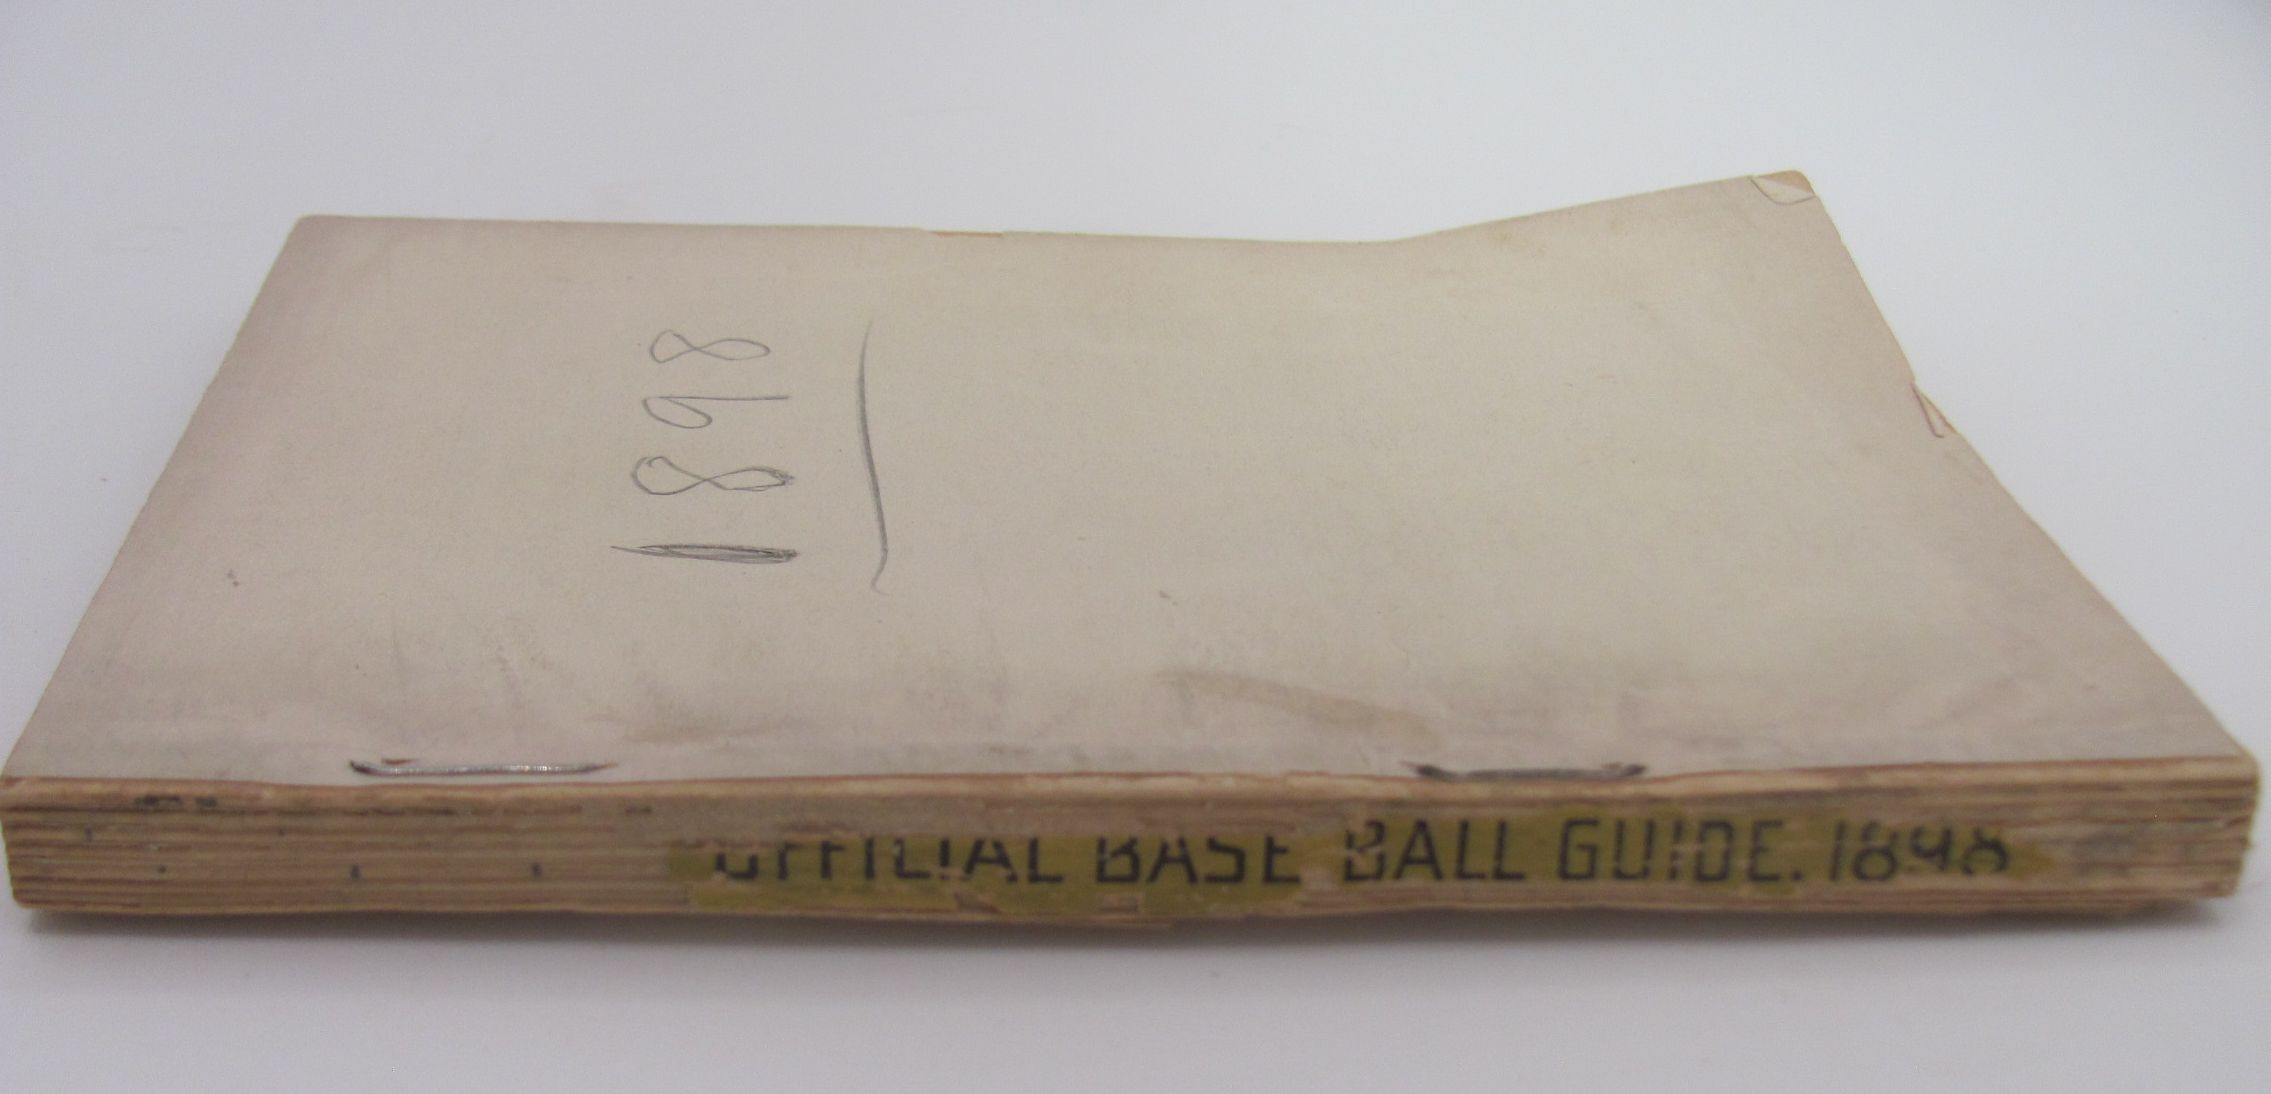 1898
OFFICIAL BASE BALL GUIDE. 1898